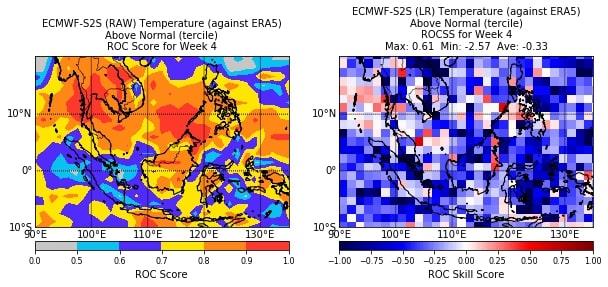 ECMWF-S2S (RAW) Temperature (against ERA5)
Above Normal (tercile)
ROC Score for Week 4
10°N
0°
10°S
90°E 100°E 110°E 120°E 130°E
0.0 0.5 0.6 0.7 0.8 0.9 1.0
ROC Score
ECMWF-S2S (LR) Temperature (against ERA5)
Above Normal (tercile)
ROCSS for Week 4
Max: 0.61 Min: -2.57 Ave: -0.33
10°N
0°
10°S
90°E 100°E 110°E 120°E 130°E
−1.00 −0.75 −0.50 −0.25 0.00 0.25 0.50 0.75 1.00
ROC Skill Score